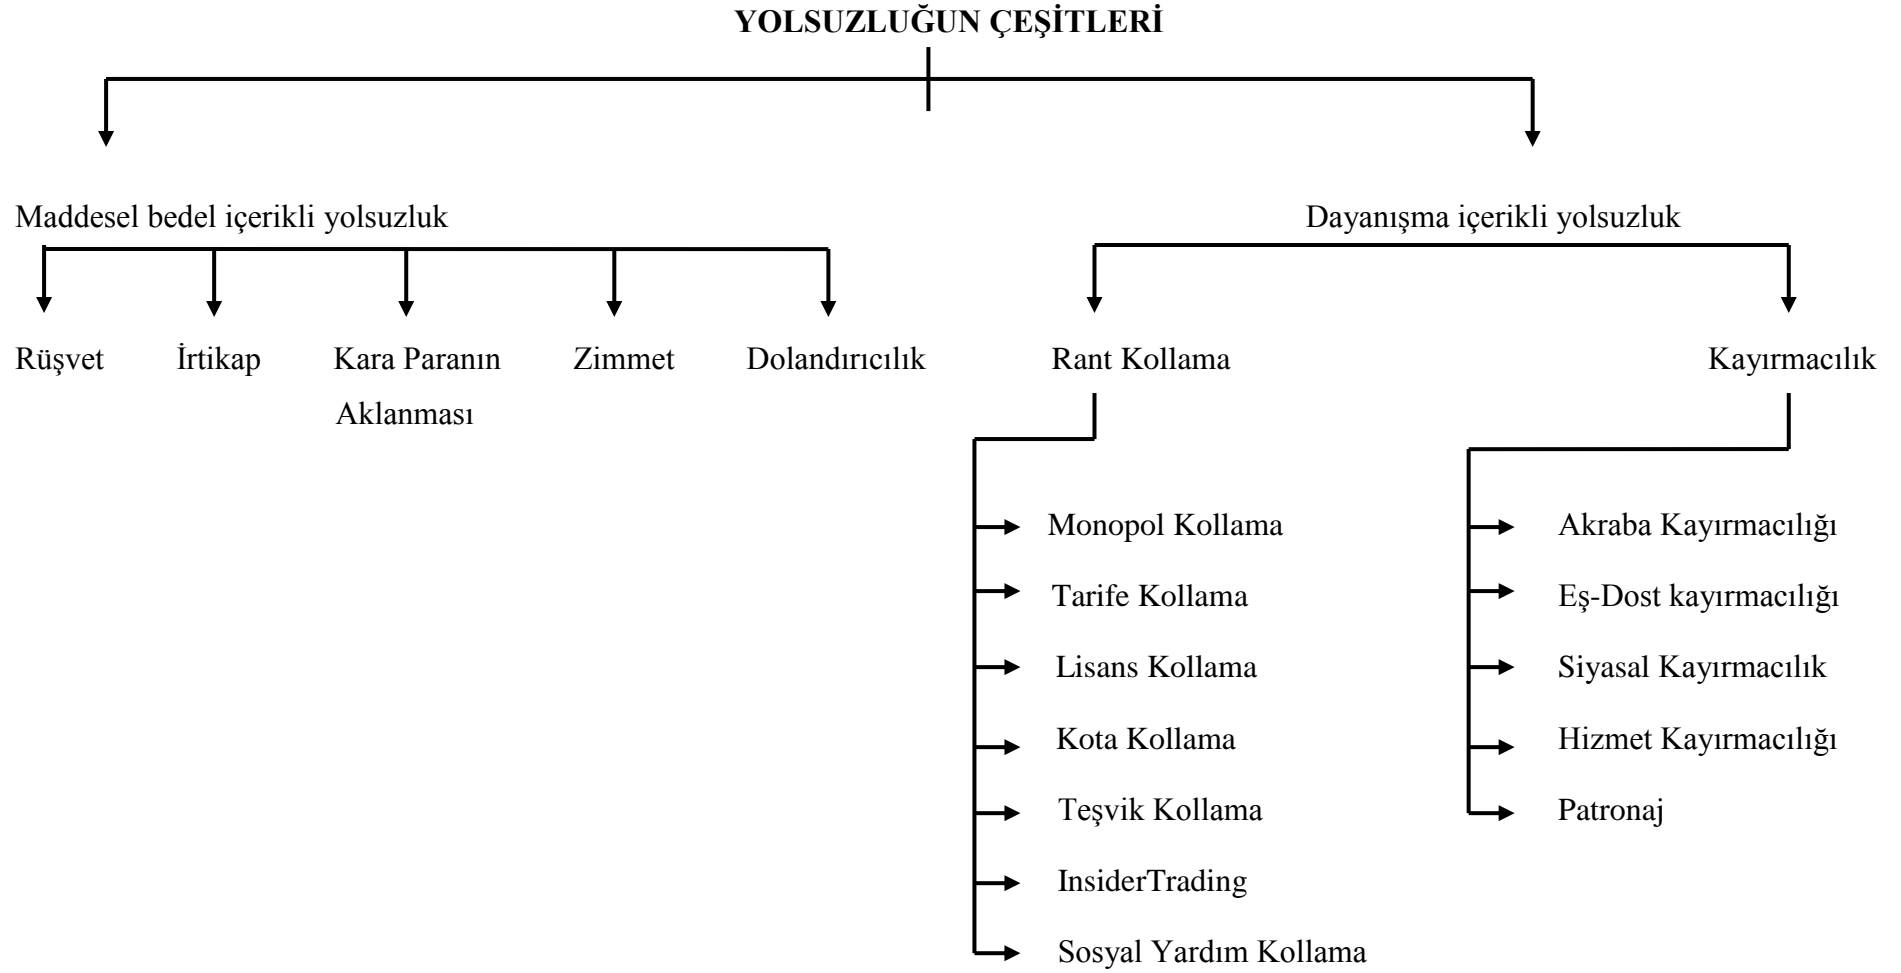 YOLSUZLUĞUN ÇEŞİTLERİ
Maddesel bedel içerikli yolsuzluk
Dayanışma içerikli yolsuzluk
Rüşvet
İrtikap
Kara Paranın
Aklanması
Zimmet
Dolandırıcılık
Rant Kollama
Kayırmacılık
Monopol Kollama
Tarife Kollama
Lisans Kollama
Kota Kollama
Teşvik Kollama
InsiderTrading
Sosyal Yardım Kollama
Akraba Kayırmacılığı
Eş-Dost kayırmacılığı
Siyasal Kayırmacılık
Hizmet Kayırmacılığı
Patronaj